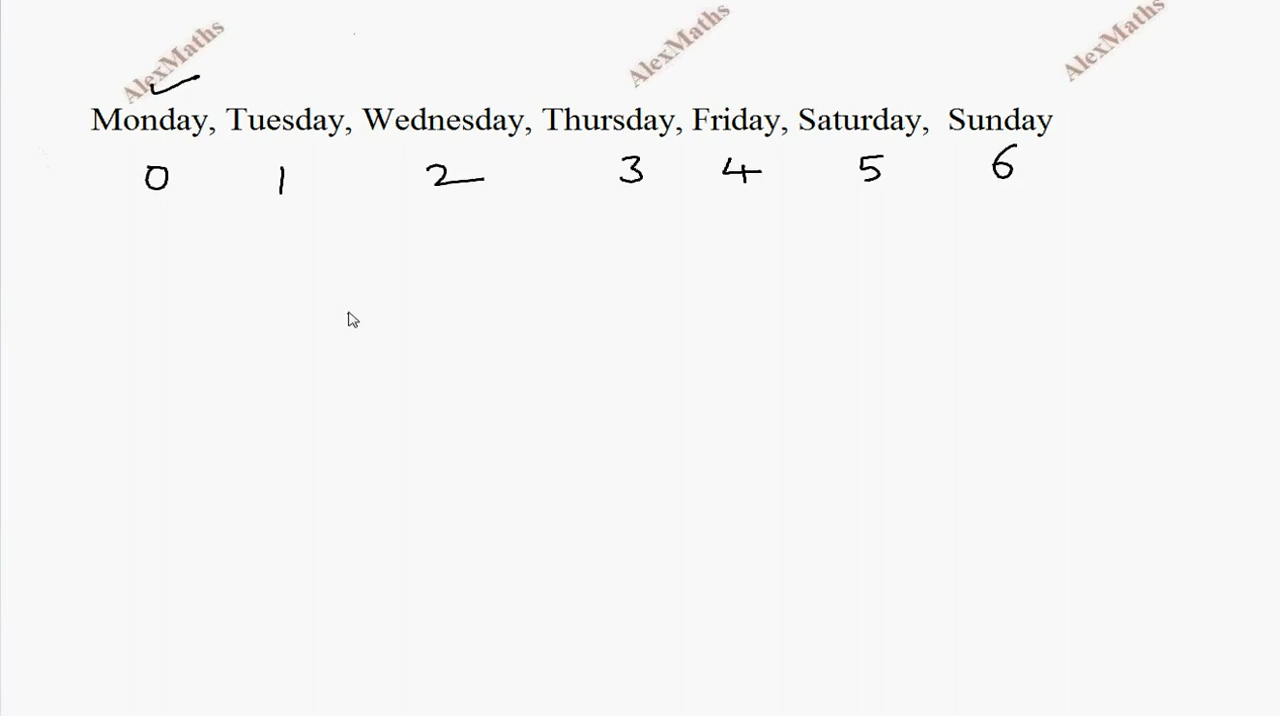 AlexMaths AlexMaths AlexMaths
Monday, Tuesday, Wednesday, Thursday, Friday, Saturday, Sunday
0 1 2 3 4 5 6